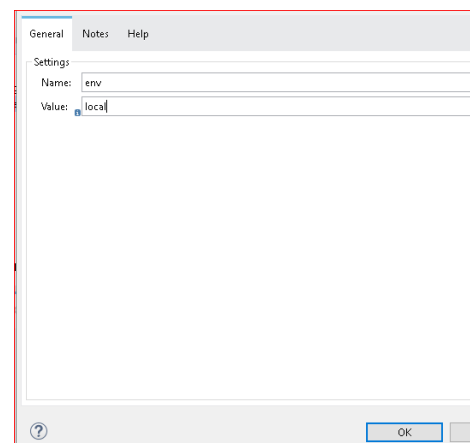 General Notes Help
Settings
Name: env
Value: local
OK